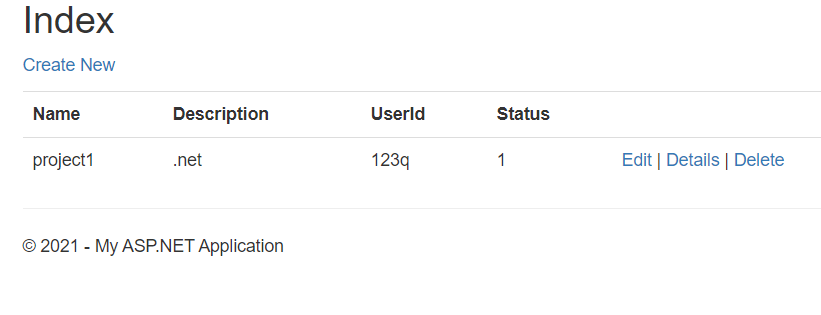 Index
Create New
Name Description UserId Status
project1 .net 123q 1 Edit | Details | Delete
© 2021 - My ASP.NET Application